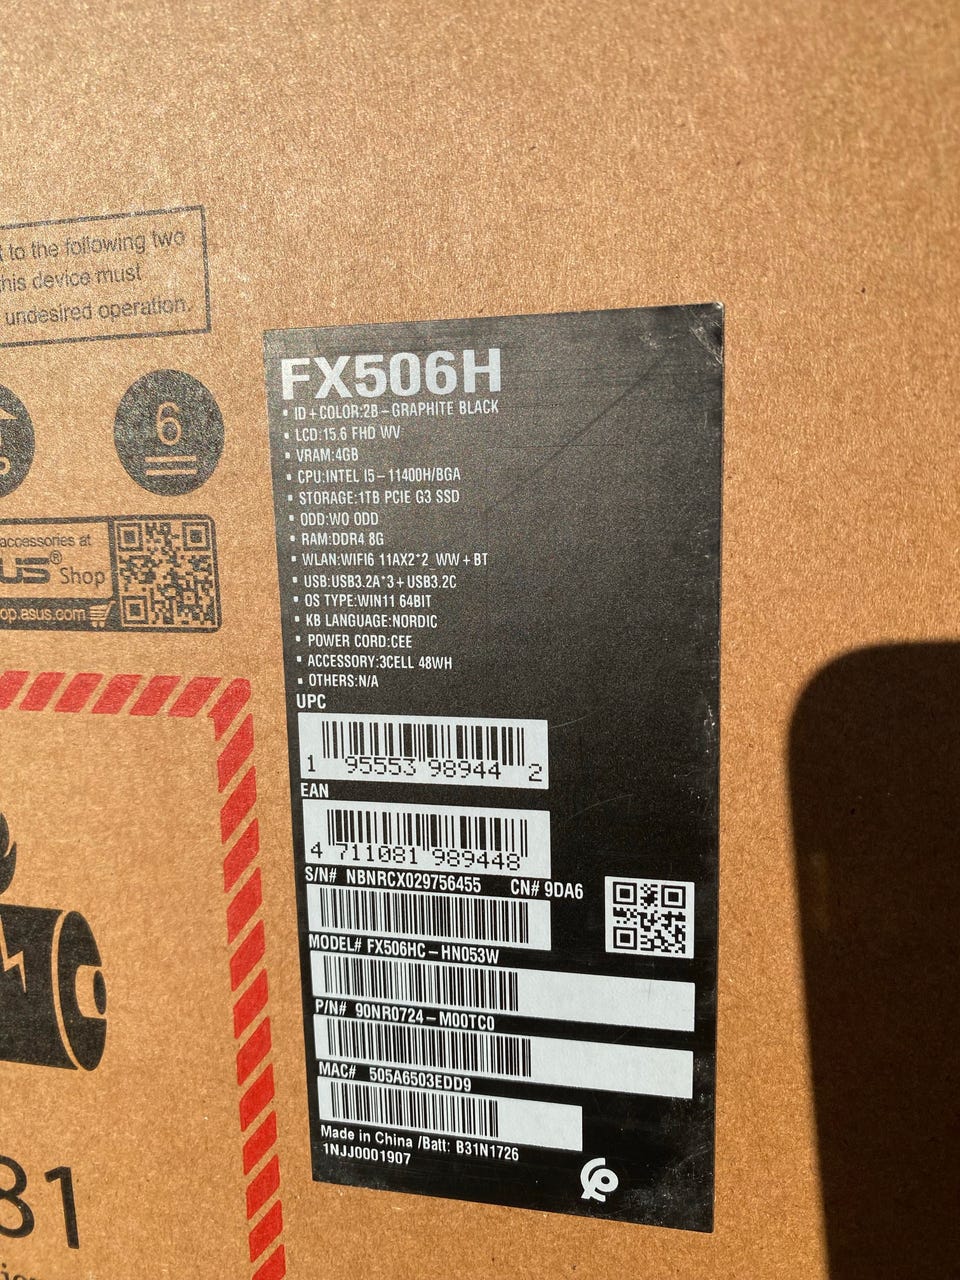 to the following two
this device must
undesired operation.
6
accessories at
US® Shop
op.asus.com
FX506H
▪ ID+COLOR:2B-GRAPHITE BLACK
▪ LCD:15.6 FHD WV
▪ VRAM:4GB
▪ CPU:INTEL I5-11400H/BGA
▪ STORAGE:1TB PCIE G3 SSD
▪ ODD:WO ODD
▪ RAM:DDR4 8G
▪ WLAN:WIFI6 11AX2*2 WW+BT
▪ USB:USB3.2A*3+USB3.2C
▪ OS TYPE:WIN11 64BIT
▪ KB LANGUAGE:NORDIC
▪ POWER CORD:CEE
▪ ACCESSORY:3CELL 48WH
▪ OTHERS:N/A
UPC
1 95553 98944 2
EAN
4 711081 989448
S/N# NBNRCX029756455 CN# 9DA6
MODEL# FX506HC-HN053W
P/N# 90NR0724-M00TC0
MAC# 505A6503EDD9
Made in China /Batt: B31N1726
1NJJ0001907
81